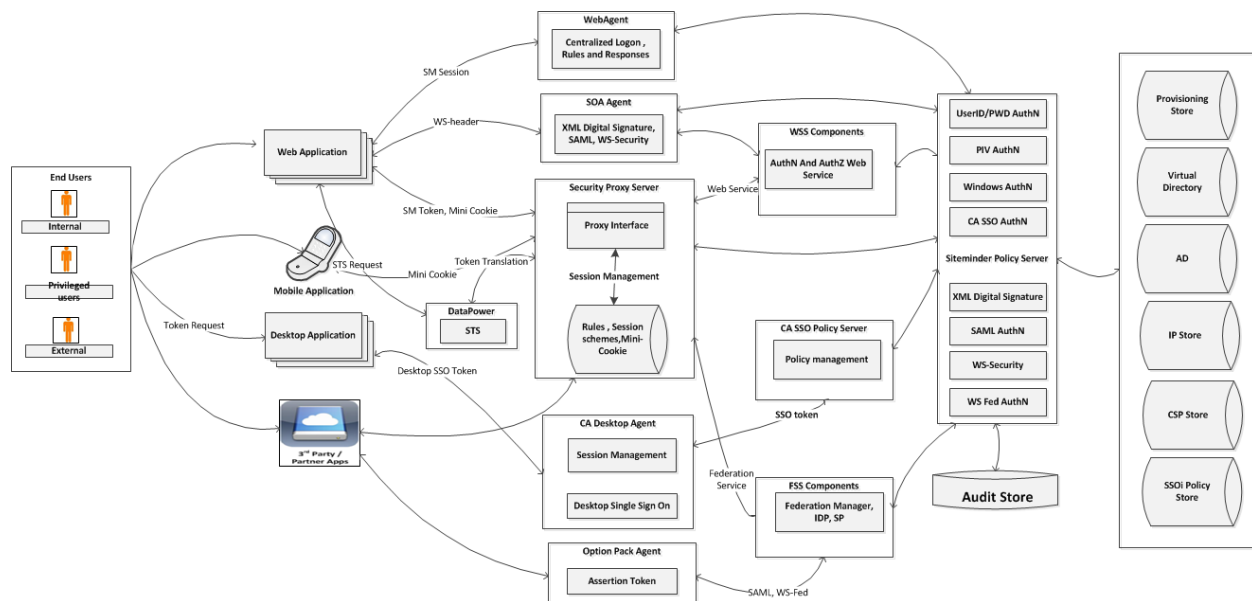 End Users
Internal
Privileged
users
External
Token Request
Web Application
Mobile Application
Desktop Application
3rd Party /
Partner Apps
SM Session
WS-header
SM Token, Mini Cookie
STS Request
Mini Cookie
Token Translation
Desktop SSO Token
DataPower
STS
WebAgent
Centralized Logon ,
Rules and Responses
SOA Agent
XML Digital Signature,
SAML, WS-Security
Security Proxy Server
Proxy Interface
Session Management
Rules , Session
schemes,Mini-
Cookie
CA Desktop Agent
Session Management
Desktop Single Sign On
Option Pack Agent
Assertion Token
WSS Components
AuthN And AuthZ Web
Service
Web Service
CA SSO Policy Server
Policy management
SSO token
Federation
Service
FSS Components
Federation Manager,
IDP, SP
SAML, WS-Fed
UserID/PWD AuthN
PIV AuthN
Windows AuthN
CA SSO AuthN
Siteminder Policy Server
XML Digital Signature
SAML AuthN
WS-Security
WS Fed AuthN
Audit Store
Provisioning
Store
Virtual
Directory
AD
IP Store
CSP Store
SSOi Policy
Store